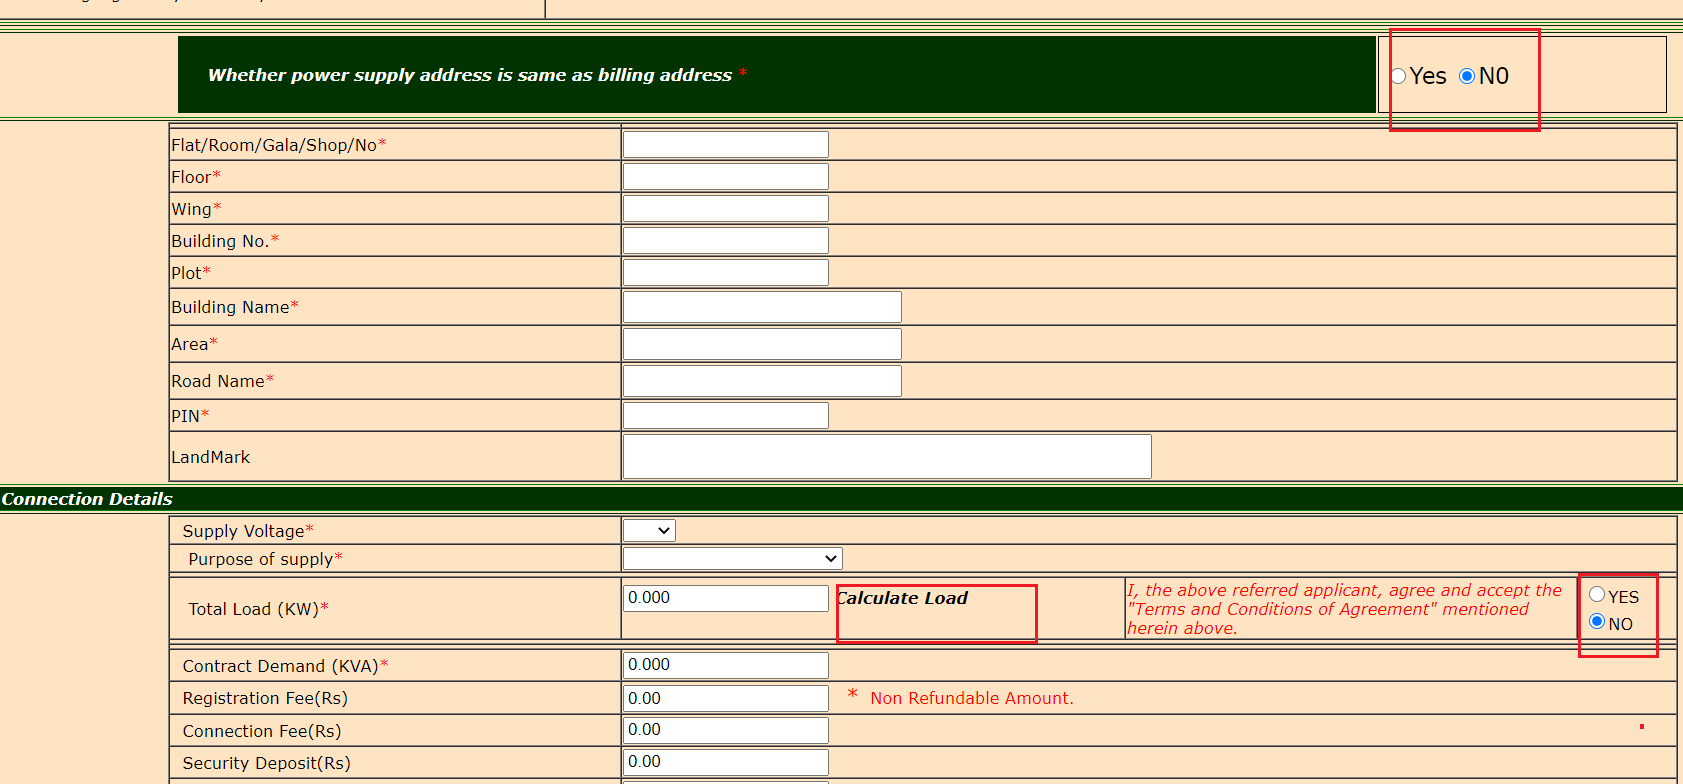 Whether power supply address is same as billing address * Yes N0
Flat/Room/Gala/Shop/No*
Floor*
Wing*
Building No.*
Plot*
Building Name*
Area*
Road Name*
PIN*
LandMark
Connection Details
Supply Voltage*
Purpose of supply*
Total Load (KW)* 0.000 Calculate Load
I, the above referred applicant, agree and accept the
"Terms and Conditions of Agreement" mentioned
herein above.
YES
NO
Contract Demand (KVA)* 0.000
Registration Fee(Rs) 0.00 * Non Refundable Amount.
Connection Fee(Rs) 0.00
Security Deposit(Rs) 0.00